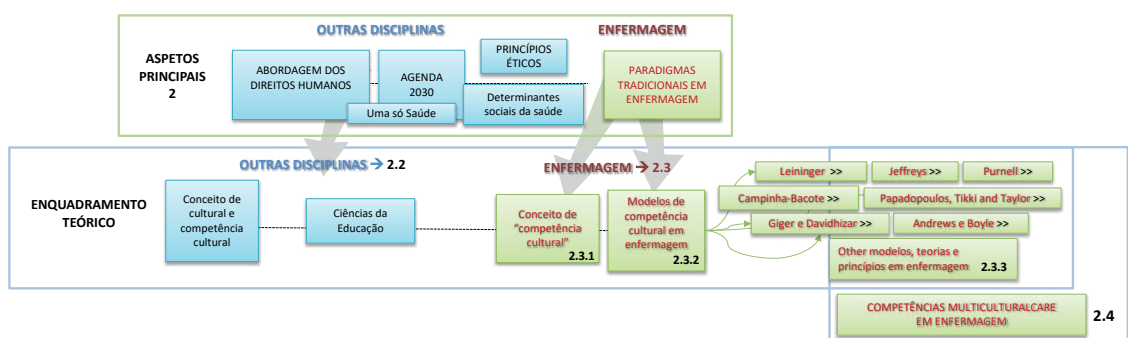 OUTRAS DISCIPLINAS
ENFERMAGEM
ASPETOS
PRINCIPAIS
2
ABORDAGEM DOS
DIREITOS HUMANOS
AGENDA
2030
PRINCÍPIOS
ÉTICOS
Uma só Saúde
Determinantes
sociais da saúde
PARADIGMAS
TRADICIONAIS EM
ENFERMAGEM
OUTRAS DISCIPLINAS → 2.2
ENFERMAGEM → 2.3
ENQUADRAMENTO
TEÓRICO
Conceito de
cultural e
competência
cultural
Ciências da
Educação
Conceito de
“competência
cultural”
2.3.1
Modelos de
competência
cultural em
enfermagem
2.3.2
Leininger >>
Jeffreys >>
Purnell >>
Campinha-Bacote >>
Papadopoulos, Tikki and Taylor >>
Giger e Davidhizar >>
Andrews e Boyle >>
Other modelos, teorias e
princípios em enfermagem 2.3.3
COMPETÊNCIAS MULTICULTURALCARE
EM ENFERMAGEM
2.4